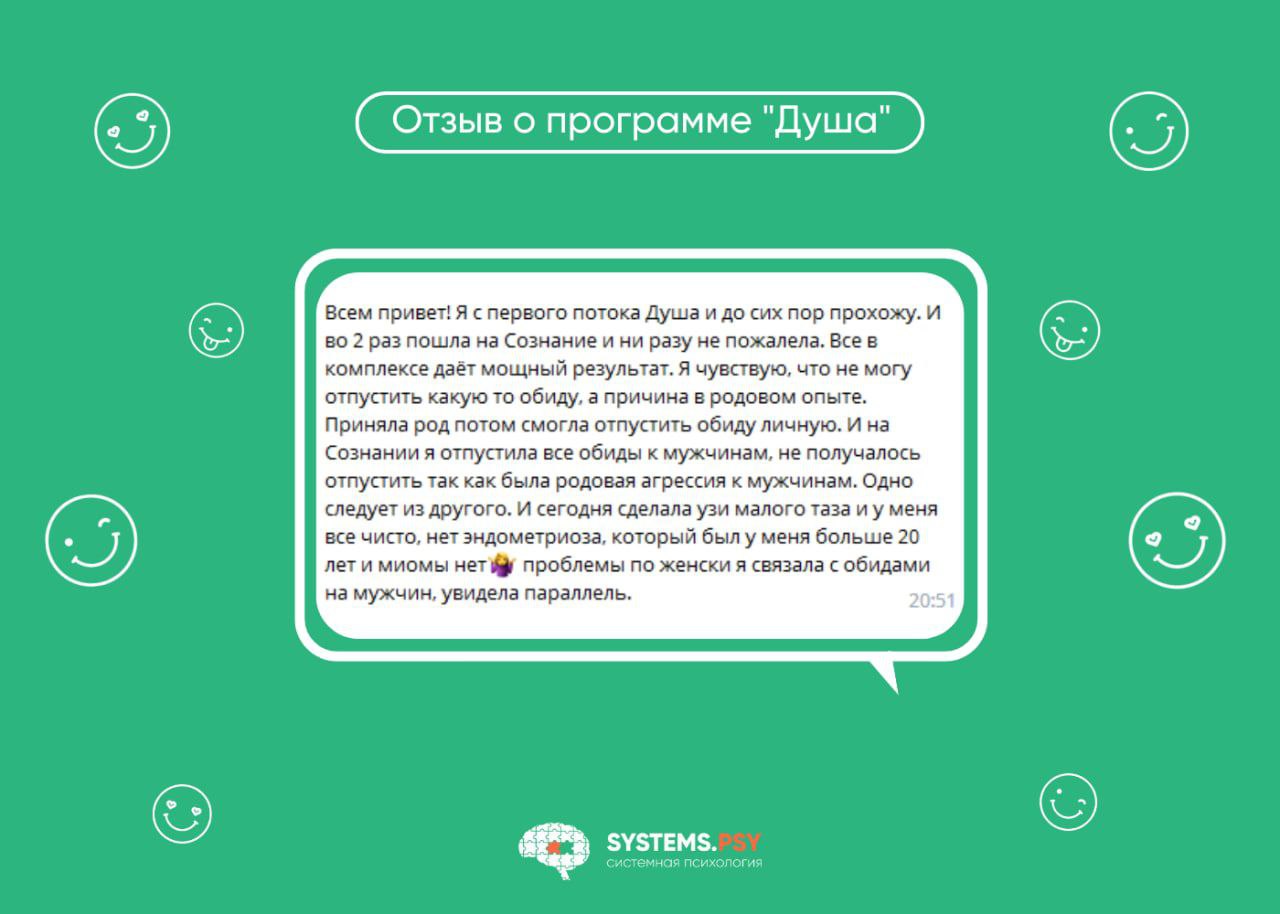 Отзыв о программе "Душа"
Всем привет! Я с первого потока Душа и до сих пор прохожу. И
во 2 раз пошла на Сознание и ни разу не пожалела. Все в
комплексе даёт мощный результат. Я чувствую, что не могу
отпустить какую то обиду, а причина в родовом опыте.
Приняла род потом смогла отпустить обиду личную. И на
Сознании я отпустила все обиды к мужчинам, не получалось
отпустить так как была родовая агрессия к мужчинам. Одно
следует из другого. И сегодня сделала узи малого таза и у меня
все чисто, нет эндометриоза, который был у меня больше 20
лет и миомы нет🤷‍♀️ проблемы по женски я связала с обидами
на мужчин, увидела параллель.
20:51
SYSTEMS.PSY
системная психология